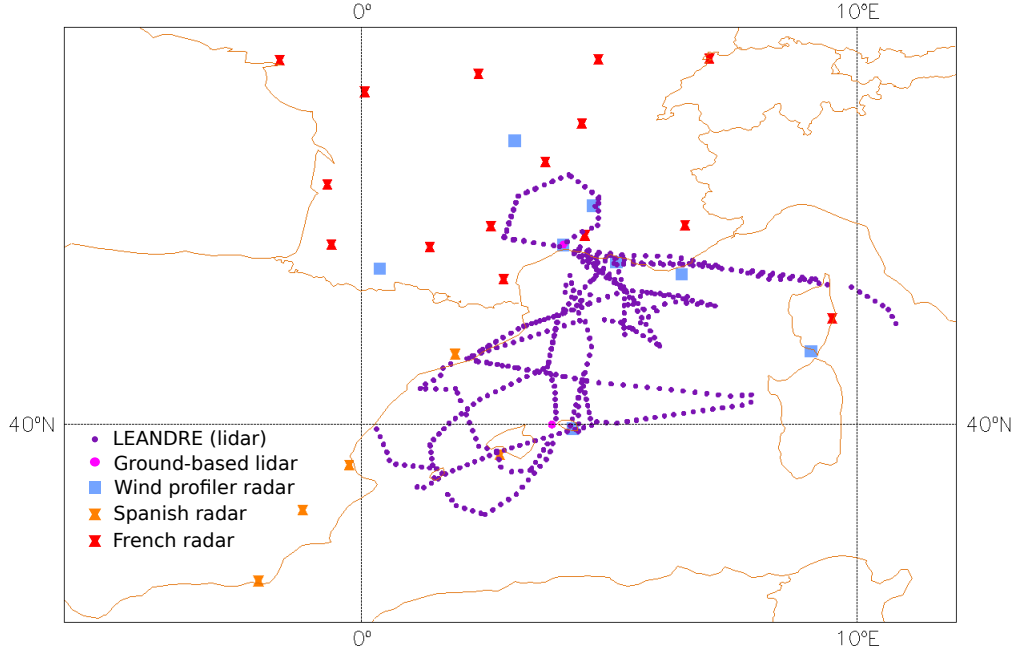 0° 10°E
40°N 40°N
LEANDRE (lidar)
Ground-based lidar
Wind profiler radar
Spanish radar
French radar
0° 10°E